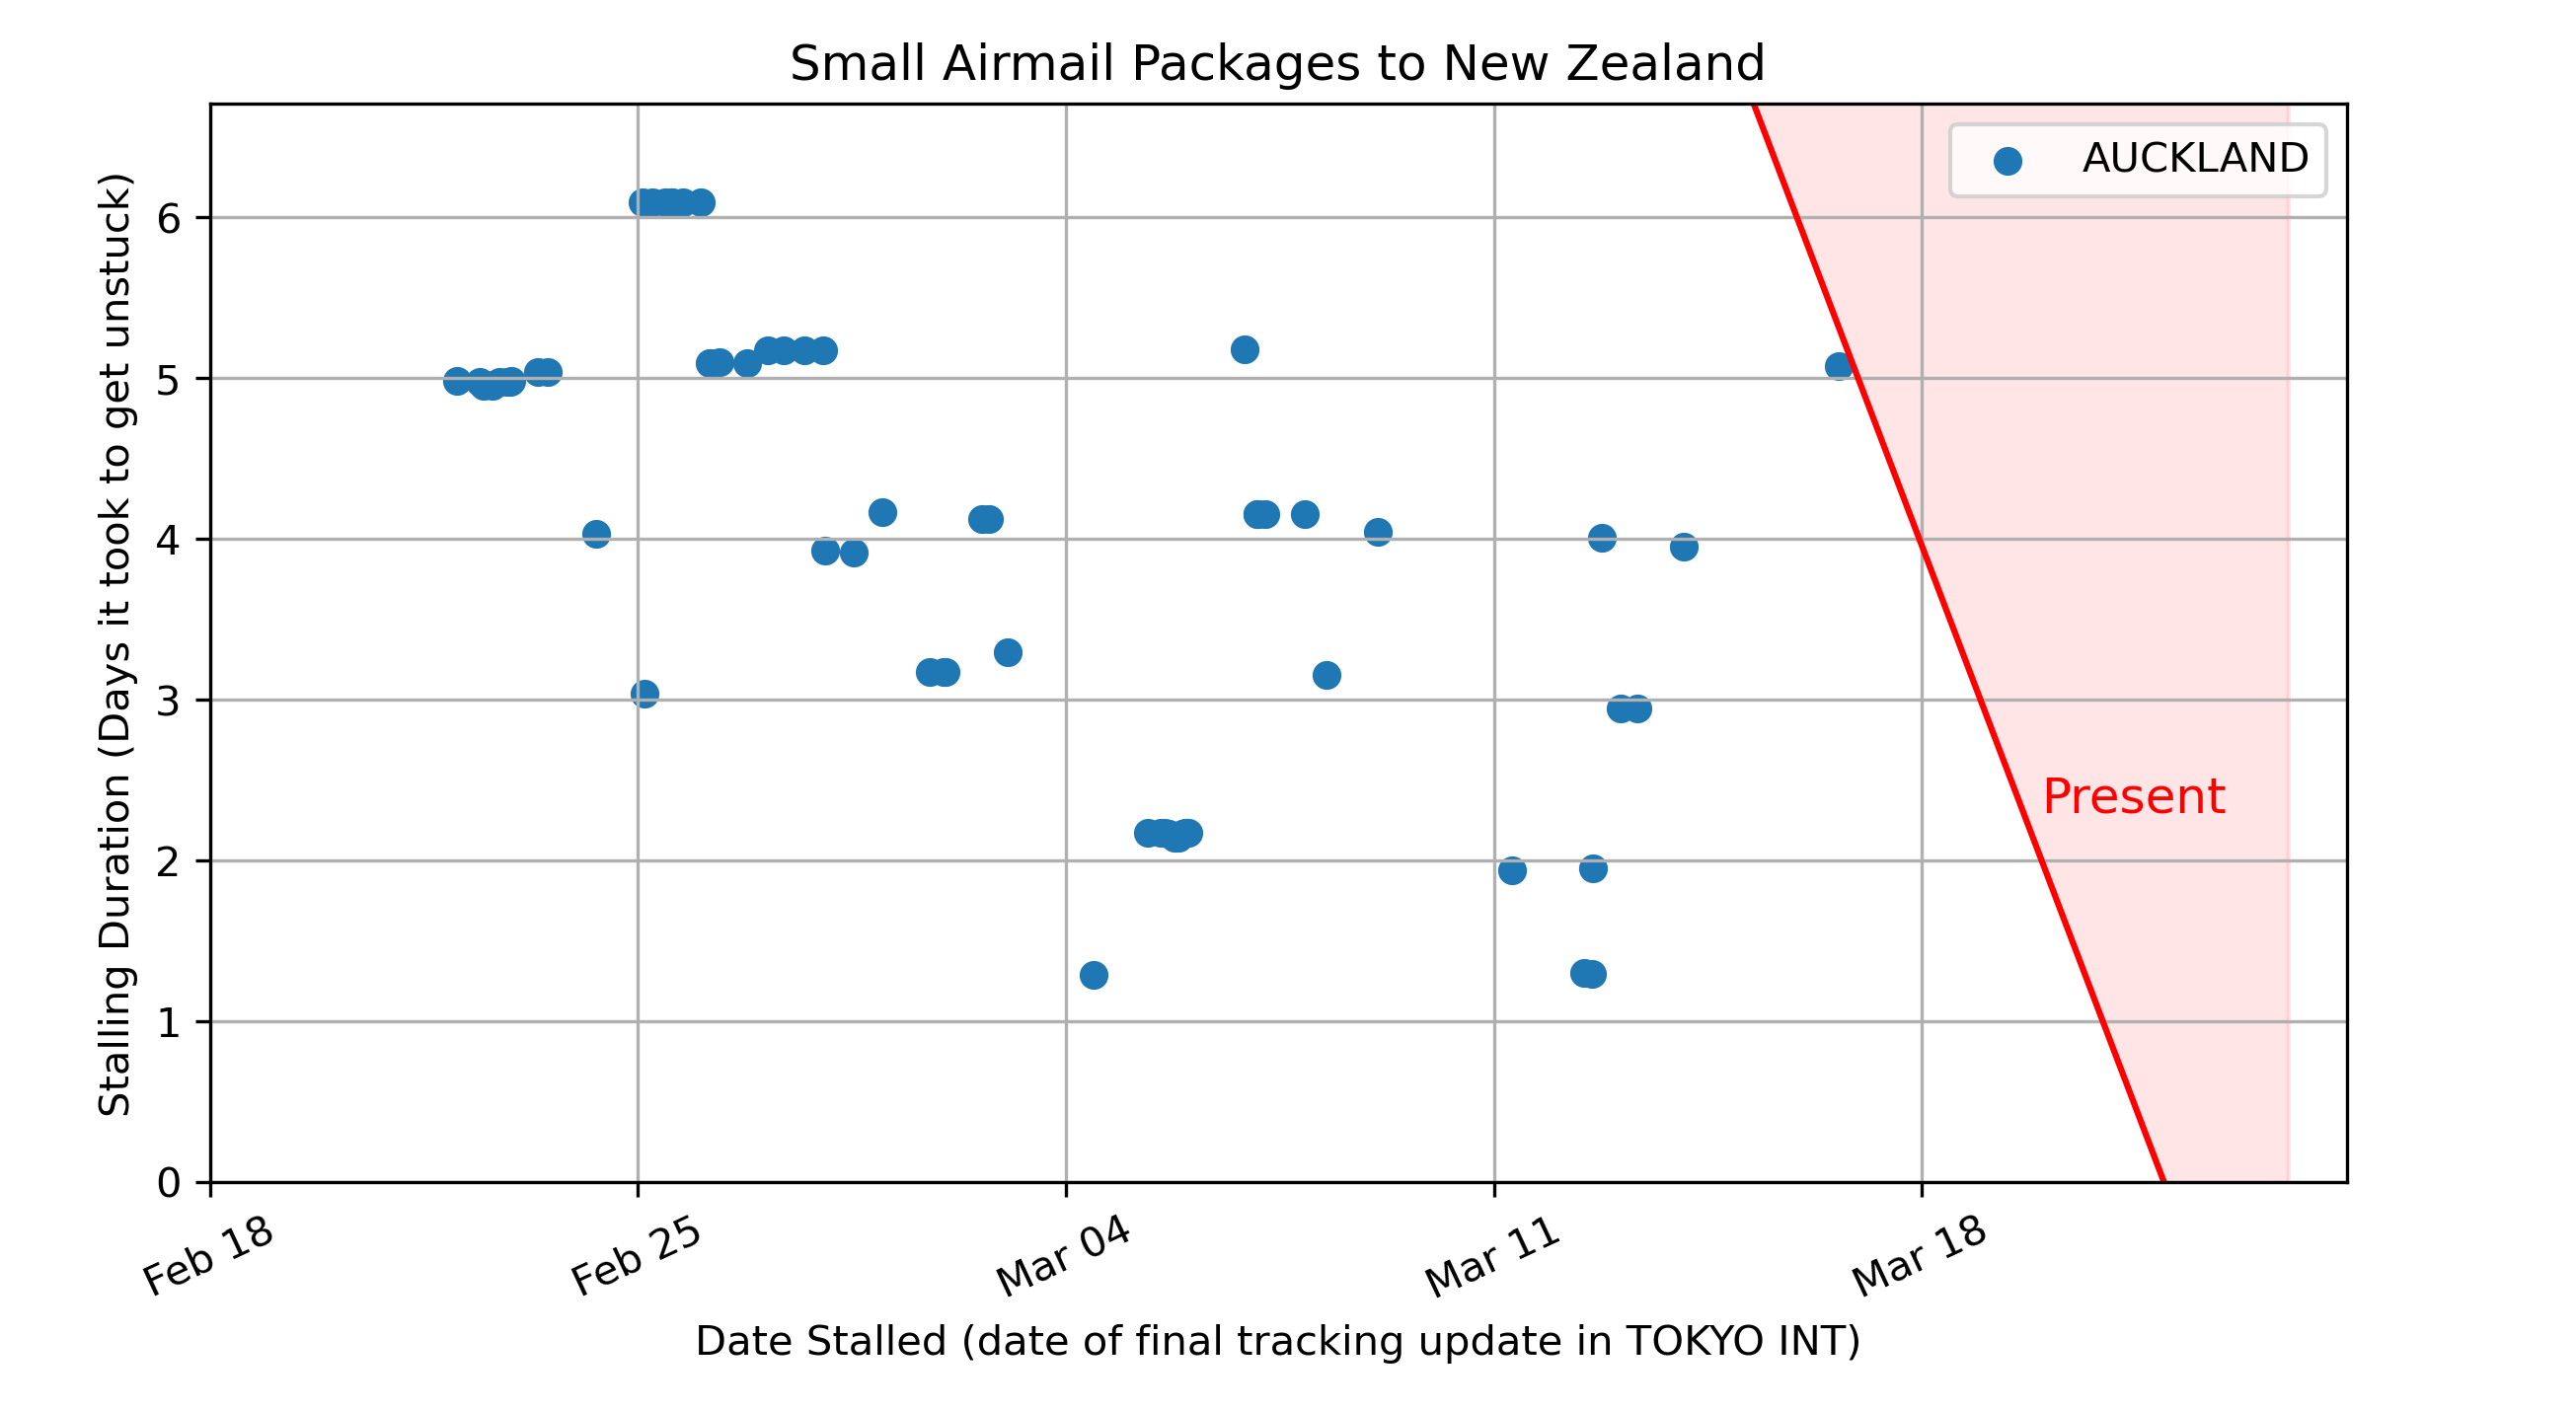 Small Airmail Packages to New Zealand
AUCKLAND
Stalling Duration (Days it took to get unstuck)
6
5
4
3
2
1
0
Present
Feb 18
Feb 25
Mar 04
Mar 11
Mar 18
Date Stalled (date of final tracking update in TOKYO INT)